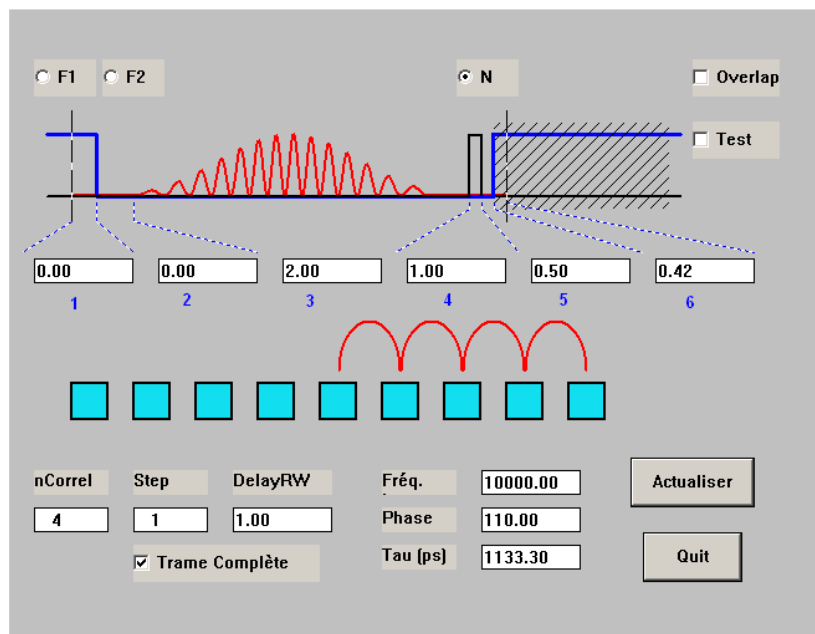 F1 F2 N Overlap
Test
0.00 0.00 2.00 1.00 0.50 0.42
1 2 3 4 5 6
nCorrel Step DelayRW Fréq. 10000.00 Actualiser
4 1 1.00 Phase 110.00
Trame Complète Tau (ps) 1133.30 Quit